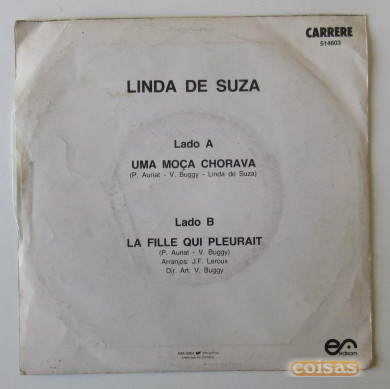 CARRERE
514603
LINDA DE SUZA
Lado A
UMA MOÇA CHORAVA
(P. Auriat - V. Buggy - Linda de Suza)
Lado B
LA FILLE QUI PLEURAIT
(P. Auriat - V. Buggy)
Arranjos: J.F. Leroux
Dir. Art: V. Buggy
coisas